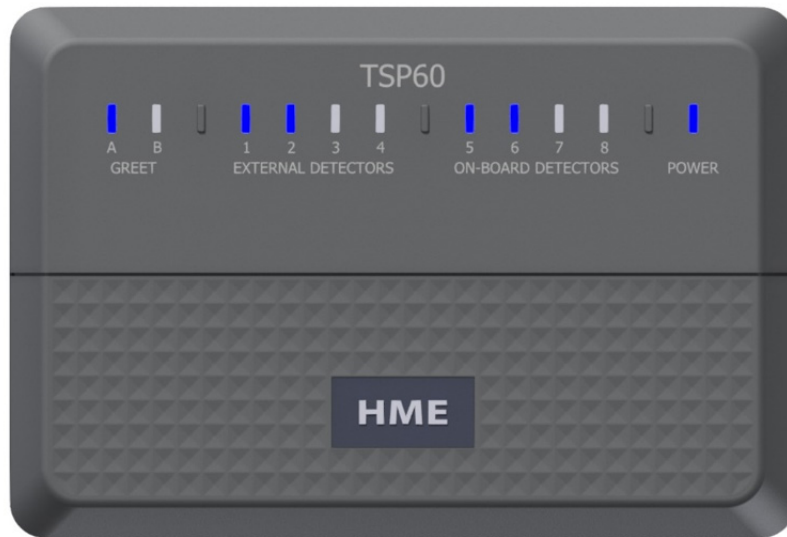 TSP60
A B 1 2 3 4 5 6 7 8
GREET EXTERNAL DETECTORS ON-BOARD DETECTORS POWER
HME